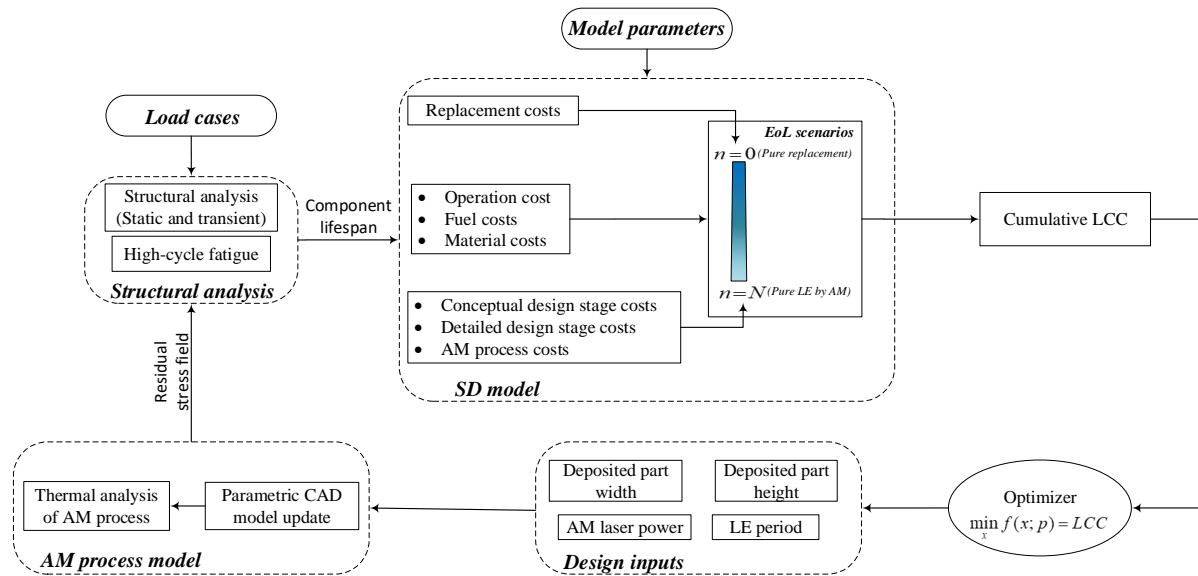 Model parameters
Load cases
Structural analysis
(Static and transient)
High-cycle fatigue
Structural analysis
Component
lifespan
Replacement costs
• Operation cost
• Fuel costs
• Material costs
• Conceptual design stage costs
• Detailed design stage costs
• AM process costs
EoL scenarios
n=0 (Pure replacement)
n=N (Pure LE by AM)
SD model
Cumulative LCC
Residual
stress field
Thermal analysis
of AM process
Parametric CAD
model update
AM process model
Deposited part
width
Deposited part
height
AM laser power
LE period
Design inputs
Optimizer
min f(x; p) = LCC
x